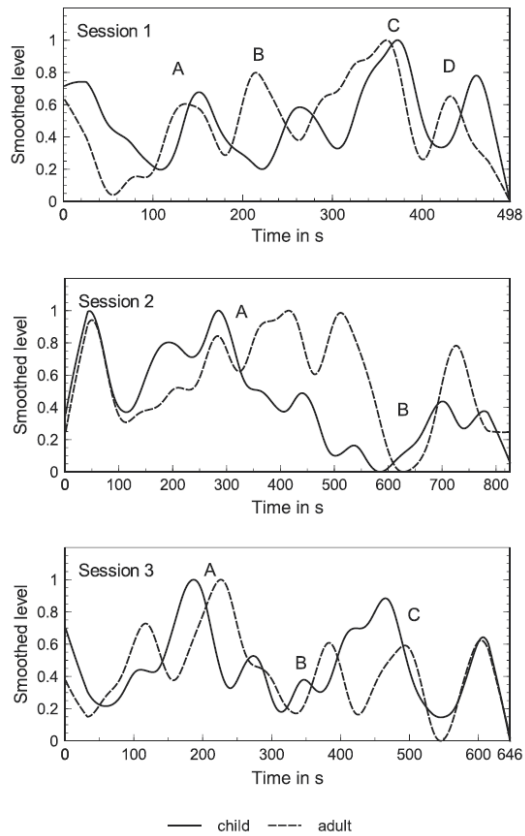 Session 1
A
B
C
D
Smoothed level
1
0.8
0.6
0.4
0.2
0
0 100 200 300 400 498
Time in s
Session 2
A
B
Smoothed level
1
0.8
0.6
0.4
0.2
0
0 100 200 300 400 500 600 700 800
Time in s
Session 3
A
B
C
Smoothed level
1
0.8
0.6
0.4
0.2
0
0 100 200 300 400 500 600 646
Time in s
child adult